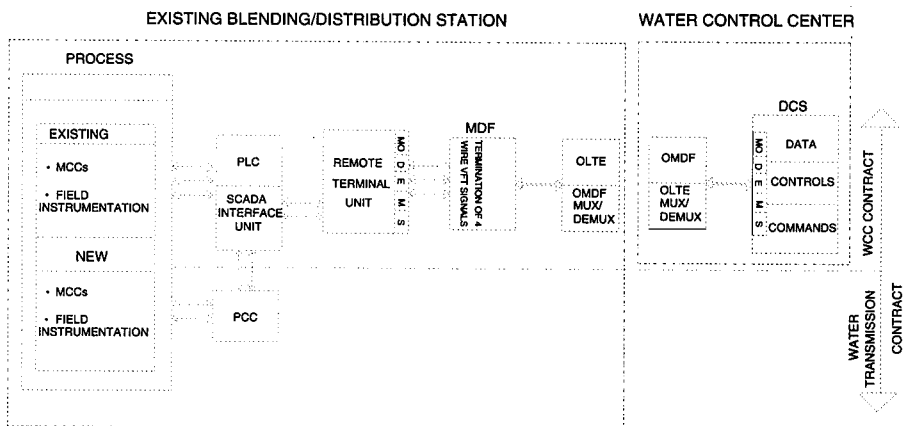 EXISTING BLENDING/DISTRIBUTION STATION
WATER CONTROL CENTER
PROCESS
EXISTING
• MCCs
• FIELD
INSTRUMENTATION
NEW
• MCCs
• FIELD
INSTRUMENTATION
PLC
SCADA
INTERFACE
UNIT
PCC
REMOTE
TERMINAL
UNIT
MODEMS
MDF
TERMINATION OF 4
WIRE VFT SIGNALS
OLTE
OMDF
MUX/
DEMUX
OMDF
OLTE
MUX/
DEMUX
DCS
MODEMS
DATA
CONTROLS
COMMANDS
WCC CONTRACT
WATER
TRANSMISSION
CONTRACT